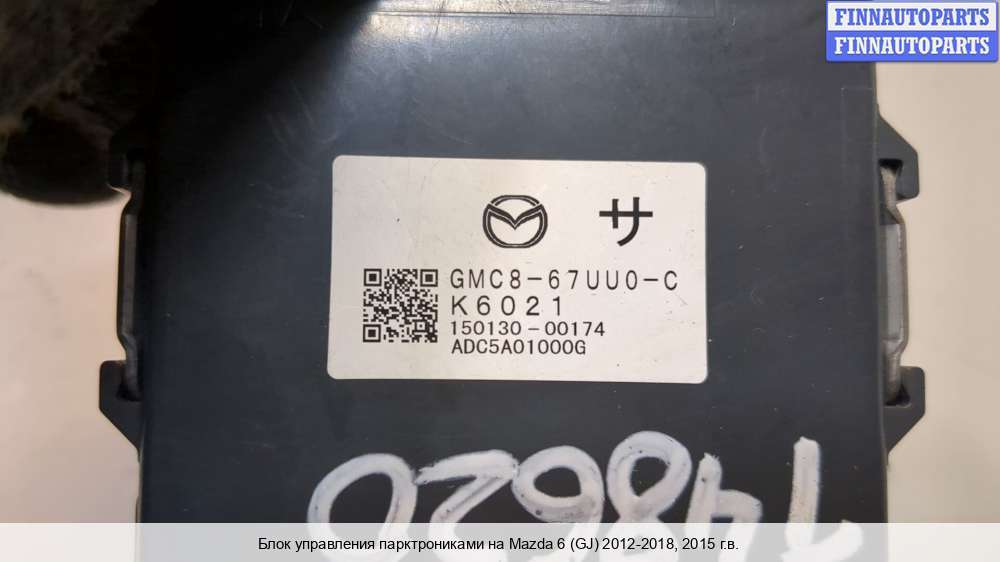 FINNAUTOPARTS
FINNAUTOPARTS
サ
GMC8-67UU0-C
K6021
150130-00174
ADC5A01000G
148620
Блок управления парктрониками на Mazda 6 (GJ) 2012-2018, 2015 г.в.